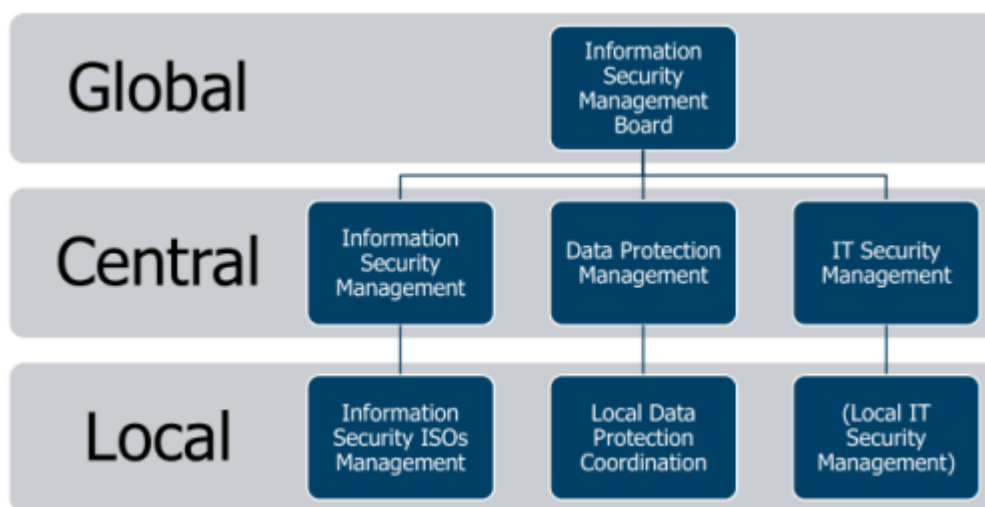 Global
Information
Security
Management
Board
Central
Information
Security
Management
Data Protection
Management
IT Security
Management
Local
Information
Security ISOs
Management
Local Data
Protection
Coordination
(Local IT
Security
Management)